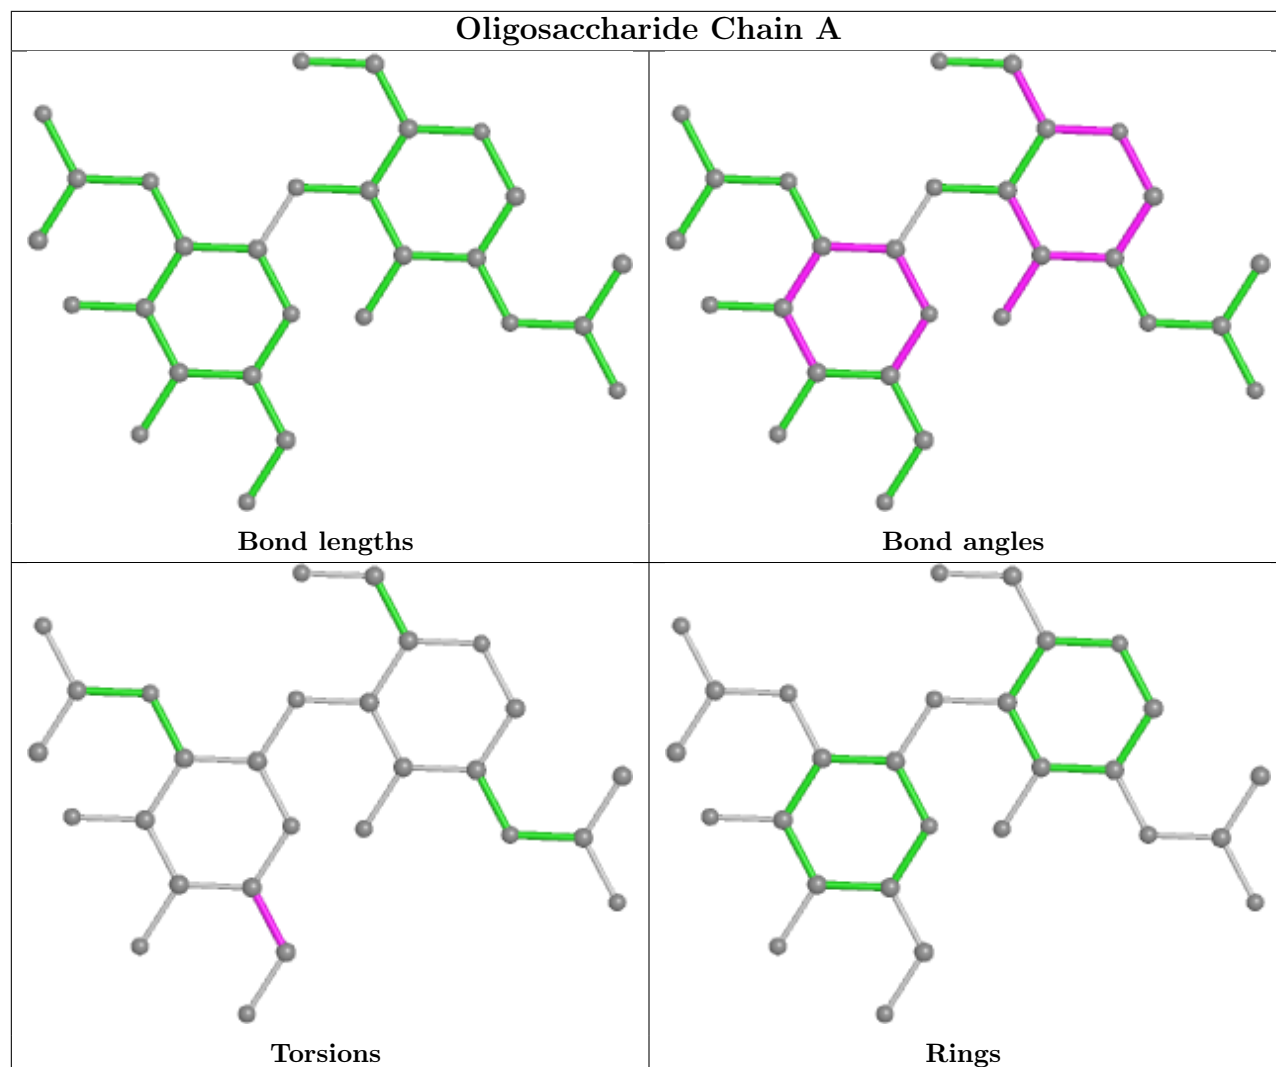 Oligosaccharide Chain A
Bond lengths
Bond angles
Torsions
Rings